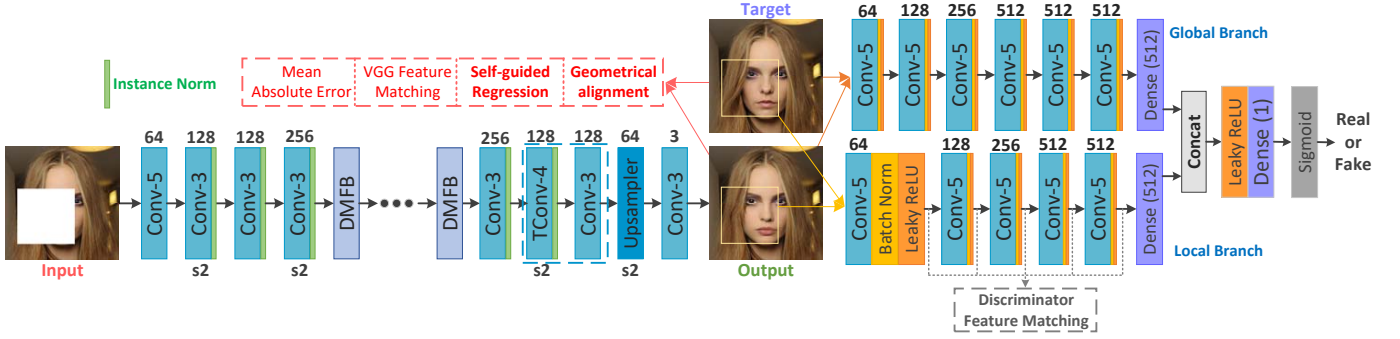 Target
64 128 256 512 512 512
Global Branch
Conv-5 Conv-5 Conv-5 Conv-5 Conv-5 Conv-5 Dense (512)
Mean Absolute Error
VGG Feature Matching
Self-guided Regression
Geometrical alignment
Instance Norm
64 128 128 256 256 128 128 64 3
Conv-5 Conv-3 Conv-3 Conv-3 DMFB DMFB Conv-3 TConv-4 Conv-3 Upsampler Conv-3
s2 s2 s2 s2
Input
Output
64 128 256 512 512
Conv-5 Batch Norm Leaky ReLU Conv-5 Conv-5 Conv-5 Conv-5 Dense (512)
Local Branch
Concat
Leaky ReLU
Dense (1)
Sigmoid
Real
or
Fake
Discriminator
Feature Matching